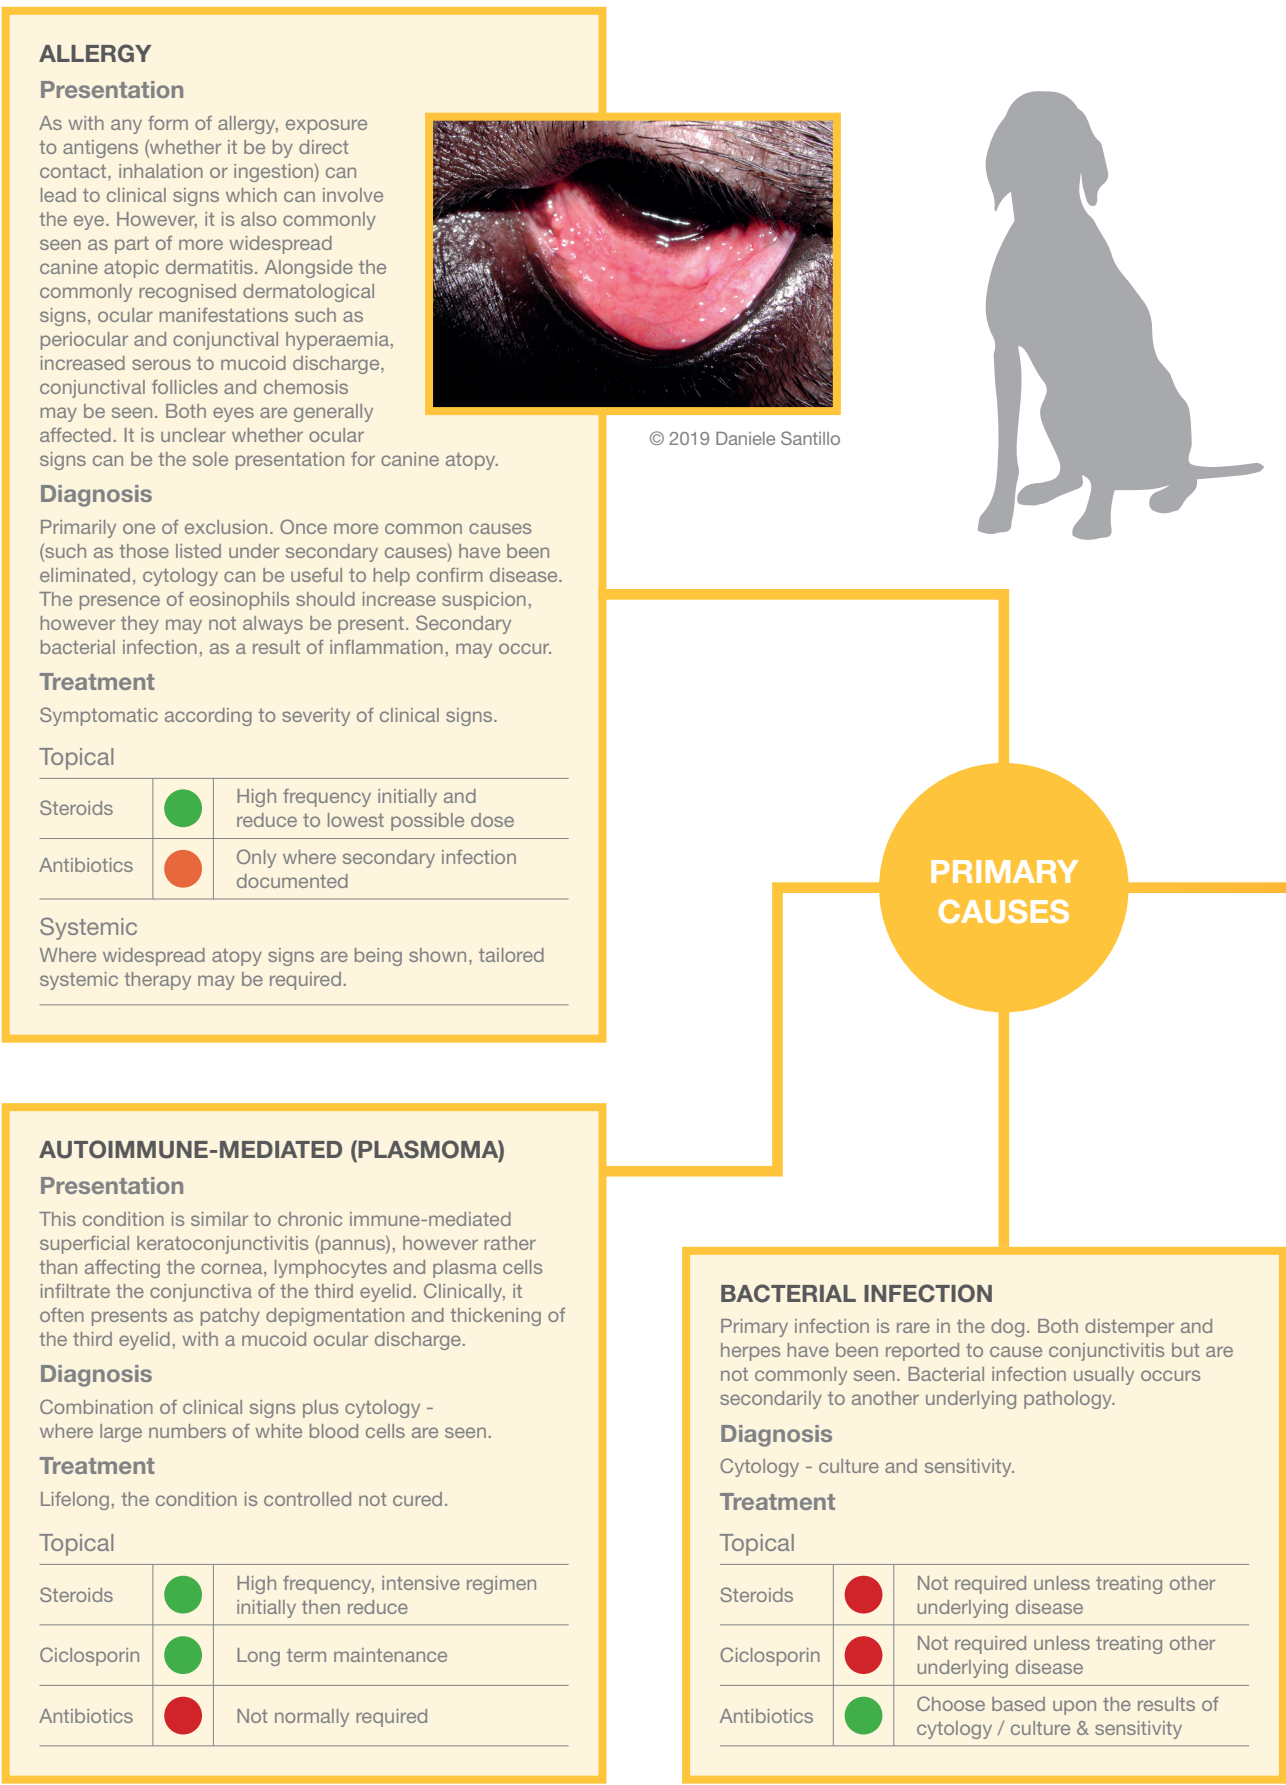 ALLERGY
Presentation
As with any form of allergy, exposure
to antigens (whether it be by direct
contact, inhalation or ingestion) can
lead to clinical signs which can involve
the eye. However, it is also commonly
seen as part of more widespread
canine atopic dermatitis. Alongside the
commonly recognised dermatological
signs, ocular manifestations such as
periocular and conjunctival hyperaemia,
increased serous to mucoid discharge,
conjunctival follicles and chemosis
may be seen. Both eyes are generally
affected. It is unclear whether ocular
signs can be the sole presentation for canine atopy.
© 2019 Daniele Santillo
Diagnosis
Primarily one of exclusion. Once more common causes
(such as those listed under secondary causes) have been
eliminated, cytology can be useful to help confirm disease.
The presence of eosinophils should increase suspicion,
however they may not always be present. Secondary
bacterial infection, as a result of inflammation, may occur.
Treatment
Symptomatic according to severity of clinical signs.
Topical
Steroids
High frequency initially and
reduce to lowest possible dose
Antibiotics
Only where secondary infection
documented
Systemic
Where widespread atopy signs are being shown, tailored
systemic therapy may be required.
PRIMARY
CAUSES
AUTOIMMUNE-MEDIATED (PLASMOMA)
Presentation
This condition is similar to chronic immune-mediated
superficial keratoconjunctivitis (pannus), however rather
than affecting the cornea, lymphocytes and plasma cells
infiltrate the conjunctiva of the third eyelid. Clinically, it
often presents as patchy depigmentation and thickening of
the third eyelid, with a mucoid ocular discharge.
Diagnosis
Combination of clinical signs plus cytology -
where large numbers of white blood cells are seen.
Treatment
Lifelong, the condition is controlled not cured.
Topical
Steroids
High frequency, intensive regimen
initially then reduce
Ciclosporin
Long term maintenance
Antibiotics
Not normally required
BACTERIAL INFECTION
Primary infection is rare in the dog. Both distemper and
herpes have been reported to cause conjunctivitis but are
not commonly seen. Bacterial infection usually occurs
secondarily to another underlying pathology.
Diagnosis
Cytology - culture and sensitivity.
Treatment
Topical
Steroids
Not required unless treating other
underlying disease
Ciclosporin
Not required unless treating other
underlying disease
Antibiotics
Choose based upon the results of
cytology / culture & sensitivity